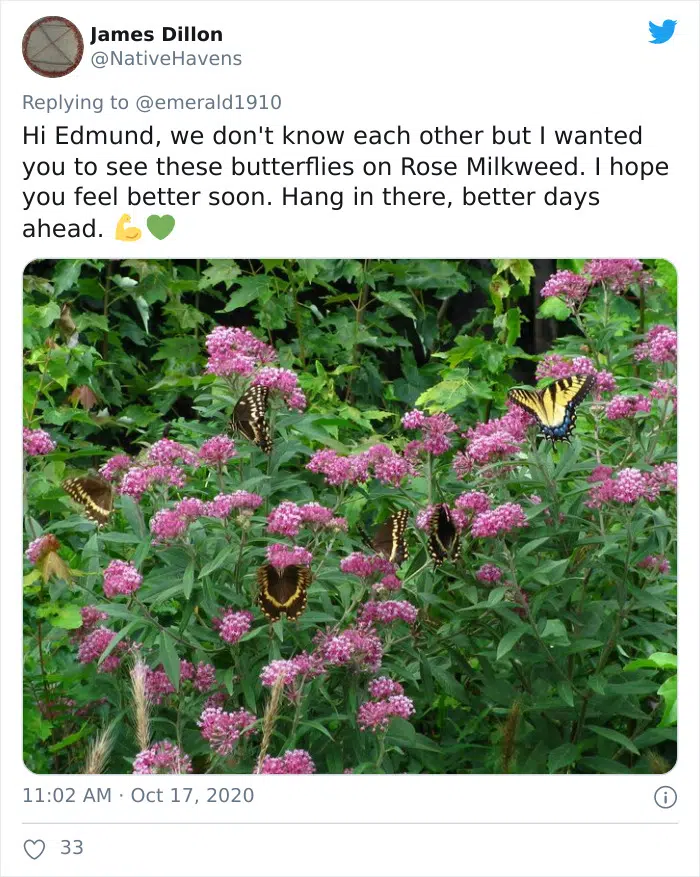 James Dillon
@NativeHavens
Replying to @emerald1910
Hi Edmund, we don't know each other but I wanted
you to see these butterflies on Rose Milkweed. I hope
you feel better soon. Hang in there, better days
ahead. 💪💚
11:02 AM · Oct 17, 2020
33